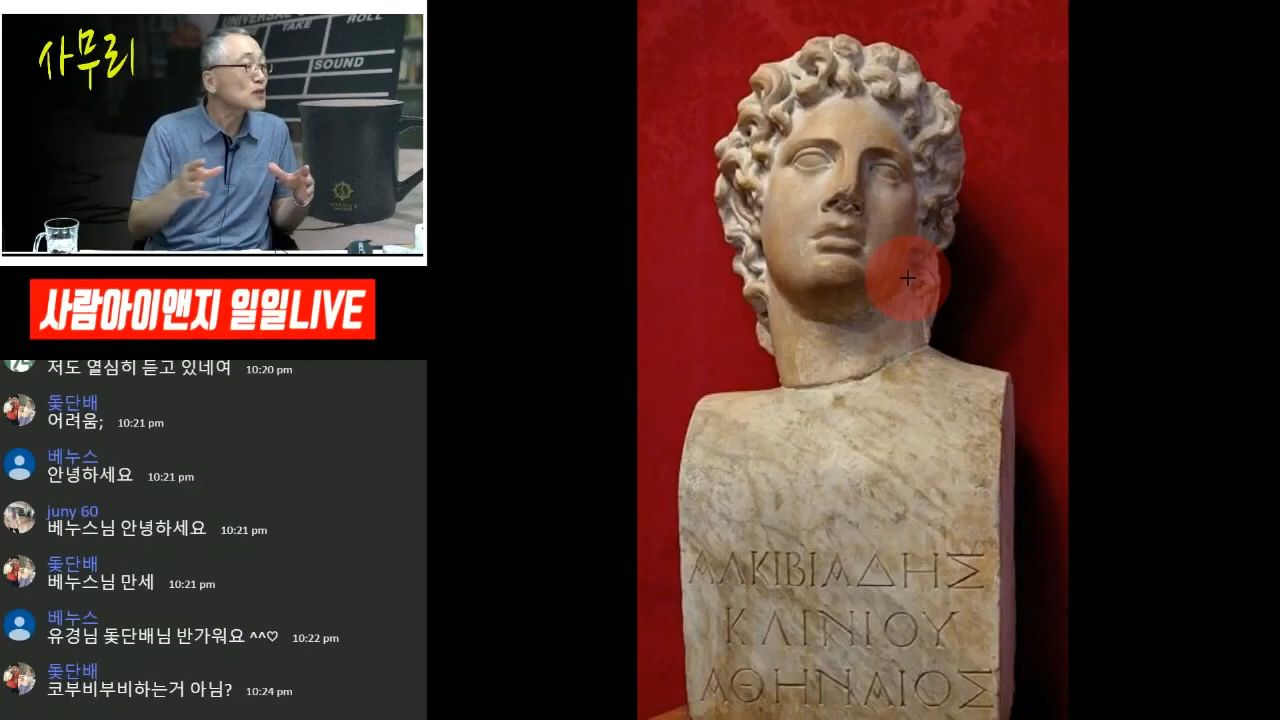 사무리
UNIVERSAL
TAKE
ROLL
SOUND
사람아이앤지 일일LIVE
저도 열심히 듣고 있네여 10:20 pm
돛단배
어려움; 10:21 pm
베누스
안녕하세요 10:21 pm
juny 60
베누스님 안녕하세요 10:21 pm
돛단배
베누스님 만세 10:21 pm
베누스
유경님 돛단배님 반가워요 ^^♡ 10:22 pm
돛단배
코부비부비하는거 아님? 10:24 pm
ΑΛΚΙΒΙΑΔΗΣ
ΚΛΙΝΙΟΥ
ΑΘΗΝΑΙΟΣ